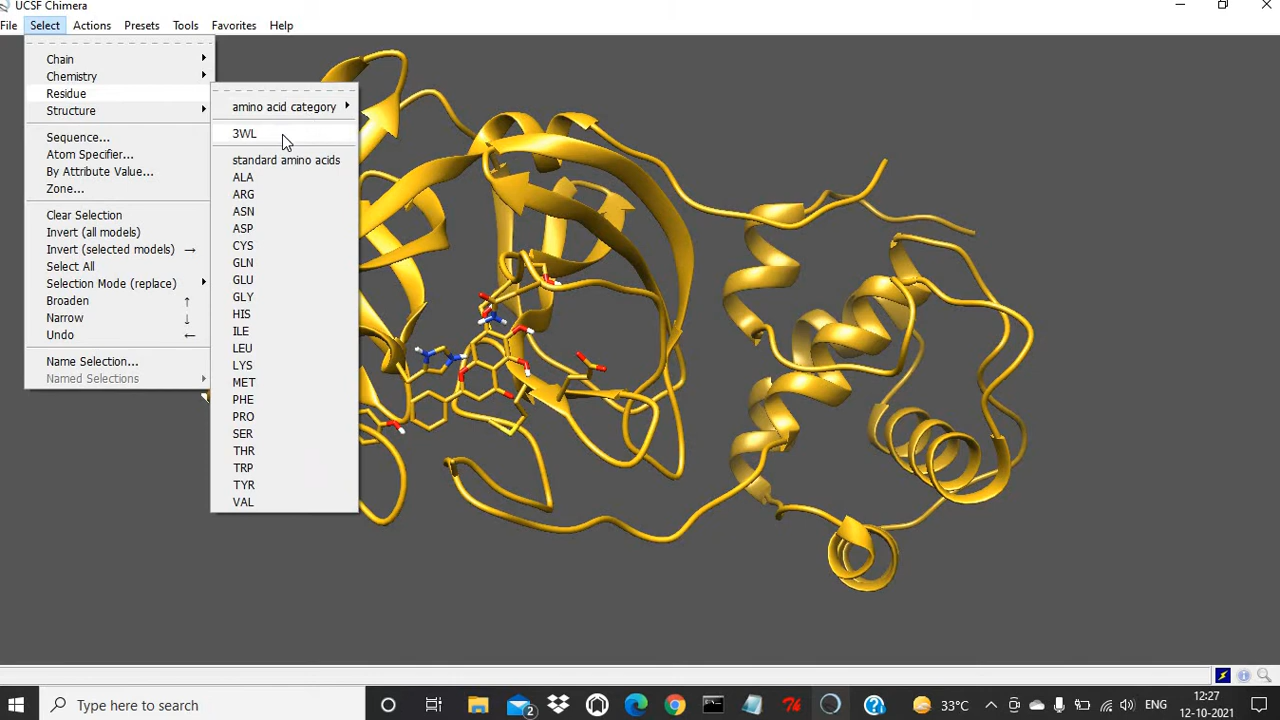 UCSF Chimera
File Select Actions Presets Tools Favorites Help
Chain
Chemistry
Residue
Structure
Sequence...
Atom Specifier...
By Attribute Value...
Zone...
Clear Selection
Invert (all models)
Invert (selected models) →
Select All
Selection Mode (replace)
Broaden ↑
Narrow ↓
Undo ←
Name Selection...
Named Selections
amino acid category
3WL
standard amino acids
ALA
ARG
ASN
ASP
CYS
GLN
GLU
GLY
HIS
ILE
LEU
LYS
MET
PHE
PRO
SER
THR
TRP
TYR
VAL
Type here to search
2
33°C
ENG
12:27
12-10-2021